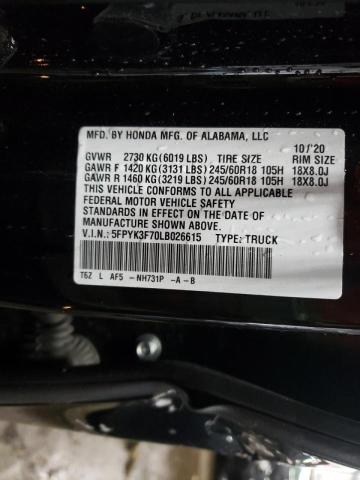 MFD. BY HONDA MFG. OF ALABAMA, LLC 10/'20
GVWR 2730 KG(6019 LBS) TIRE SIZE RIM SIZE
GAWR F 1420 KG(3131 LBS) 245/60R18 105H 18X8.0J
GAWR R 1460 KG(3219 LBS) 245/60R18 105H 18X8.0J
THIS VEHICLE CONFORMS TO ALL APPLICABLE
FEDERAL MOTOR VEHICLE SAFETY
STANDARDS IN EFFECT ON THE DATE OF
MANUFACTURE SHOWN ABOVE.
V.I.N.: 5FPYK3F70LB026615 TYPE: TRUCK
T6Z L AF5 -NH731P -A -B